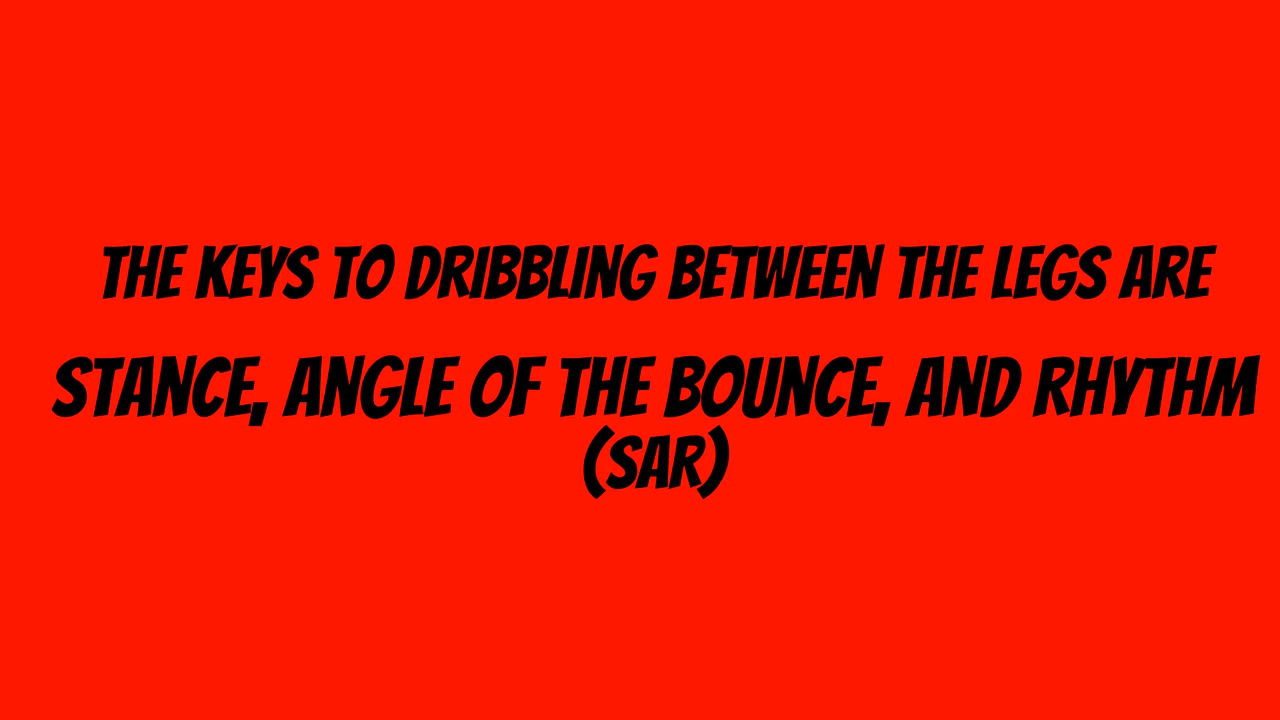 THE KEYS TO DRIBBLING BETWEEN THE LEGS ARE
STANCE, ANGLE OF THE BOUNCE, AND RHYTHM
(SAR)